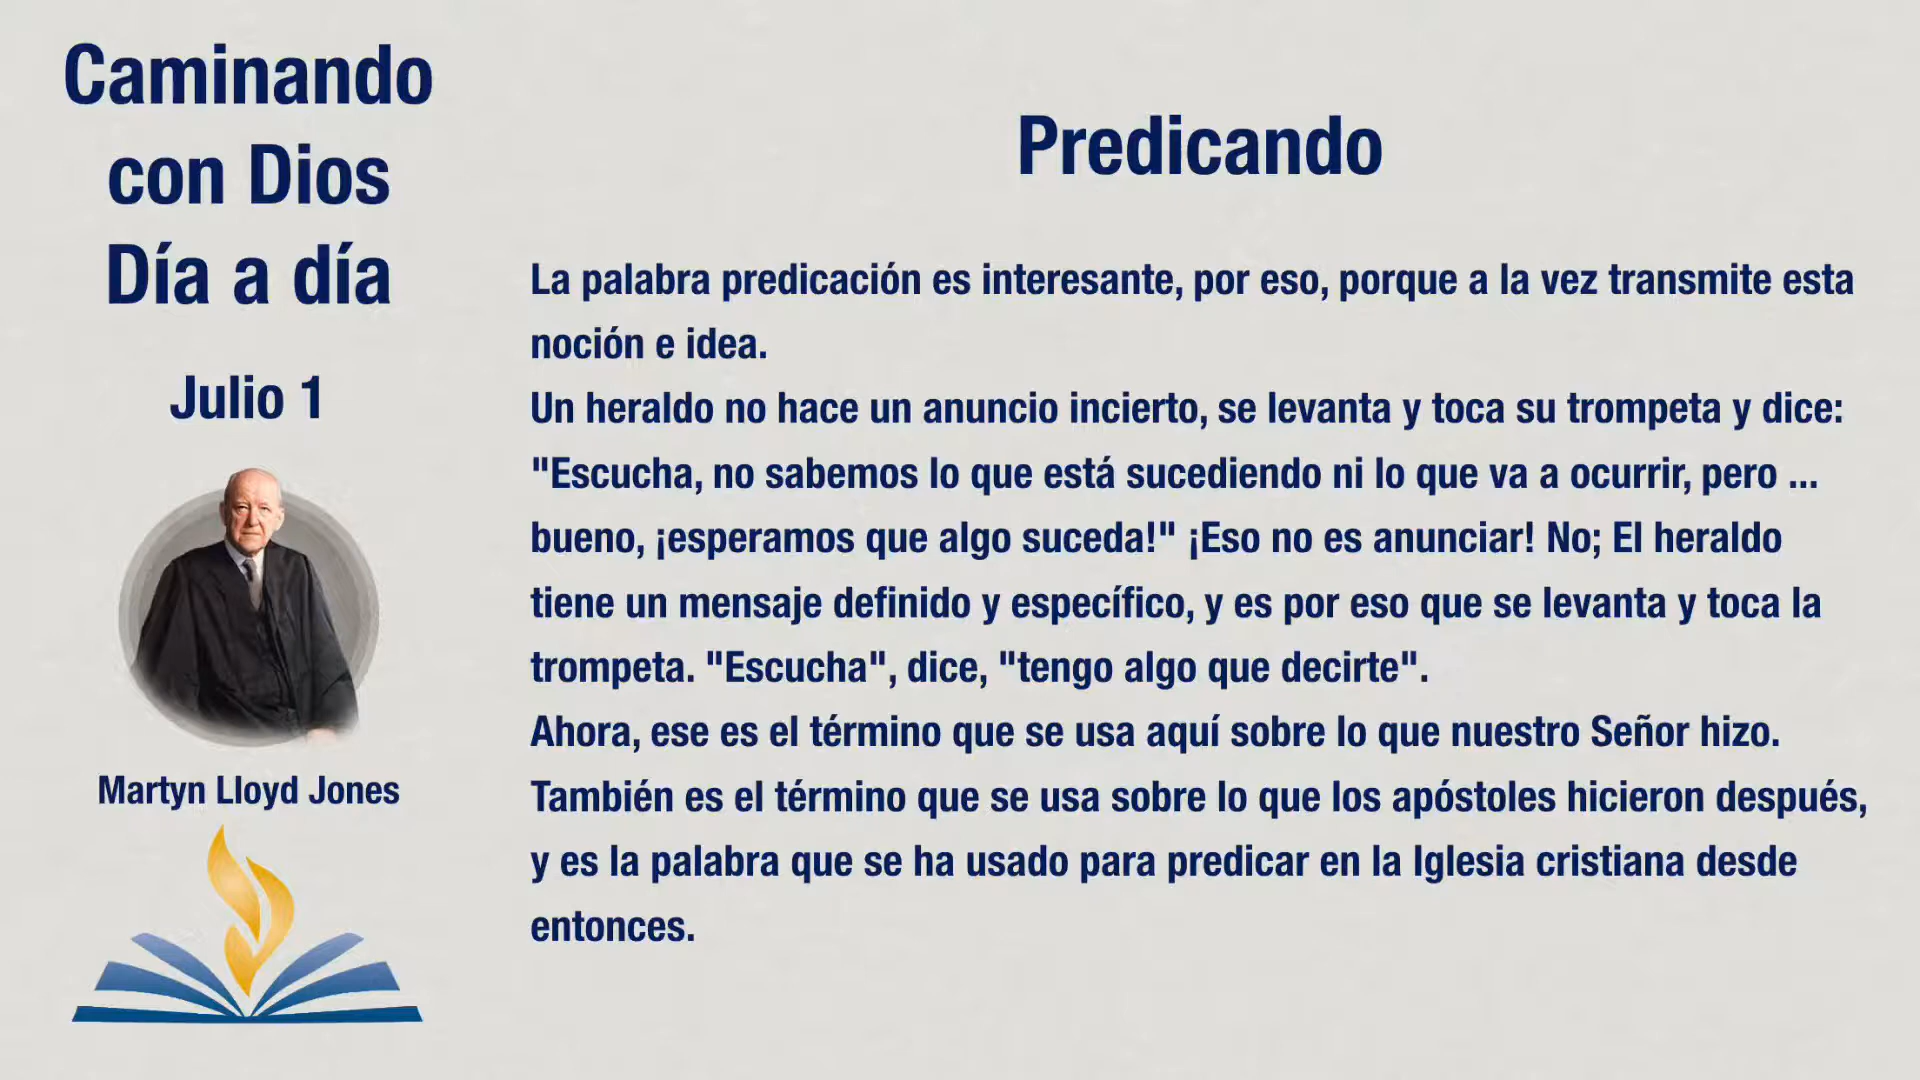 Caminando
con Dios
Día a día
Julio 1
Martyn Lloyd Jones
Predicando
La palabra predicación es interesante, por eso, porque a la vez transmite esta
noción e idea.
Un heraldo no hace un anuncio incierto, se levanta y toca su trompeta y dice:
"Escucha, no sabemos lo que está sucediendo ni lo que va a ocurrir, pero ...
bueno, ¡esperamos que algo suceda!" ¡Eso no es anunciar! No; El heraldo
tiene un mensaje definido y específico, y es por eso que se levanta y toca la
trompeta. "Escucha", dice, "tengo algo que decirte".
Ahora, ese es el término que se usa aquí sobre lo que nuestro Señor hizo.
También es el término que se usa sobre lo que los apóstoles hicieron después,
y es la palabra que se ha usado para predicar en la Iglesia cristiana desde
entonces.